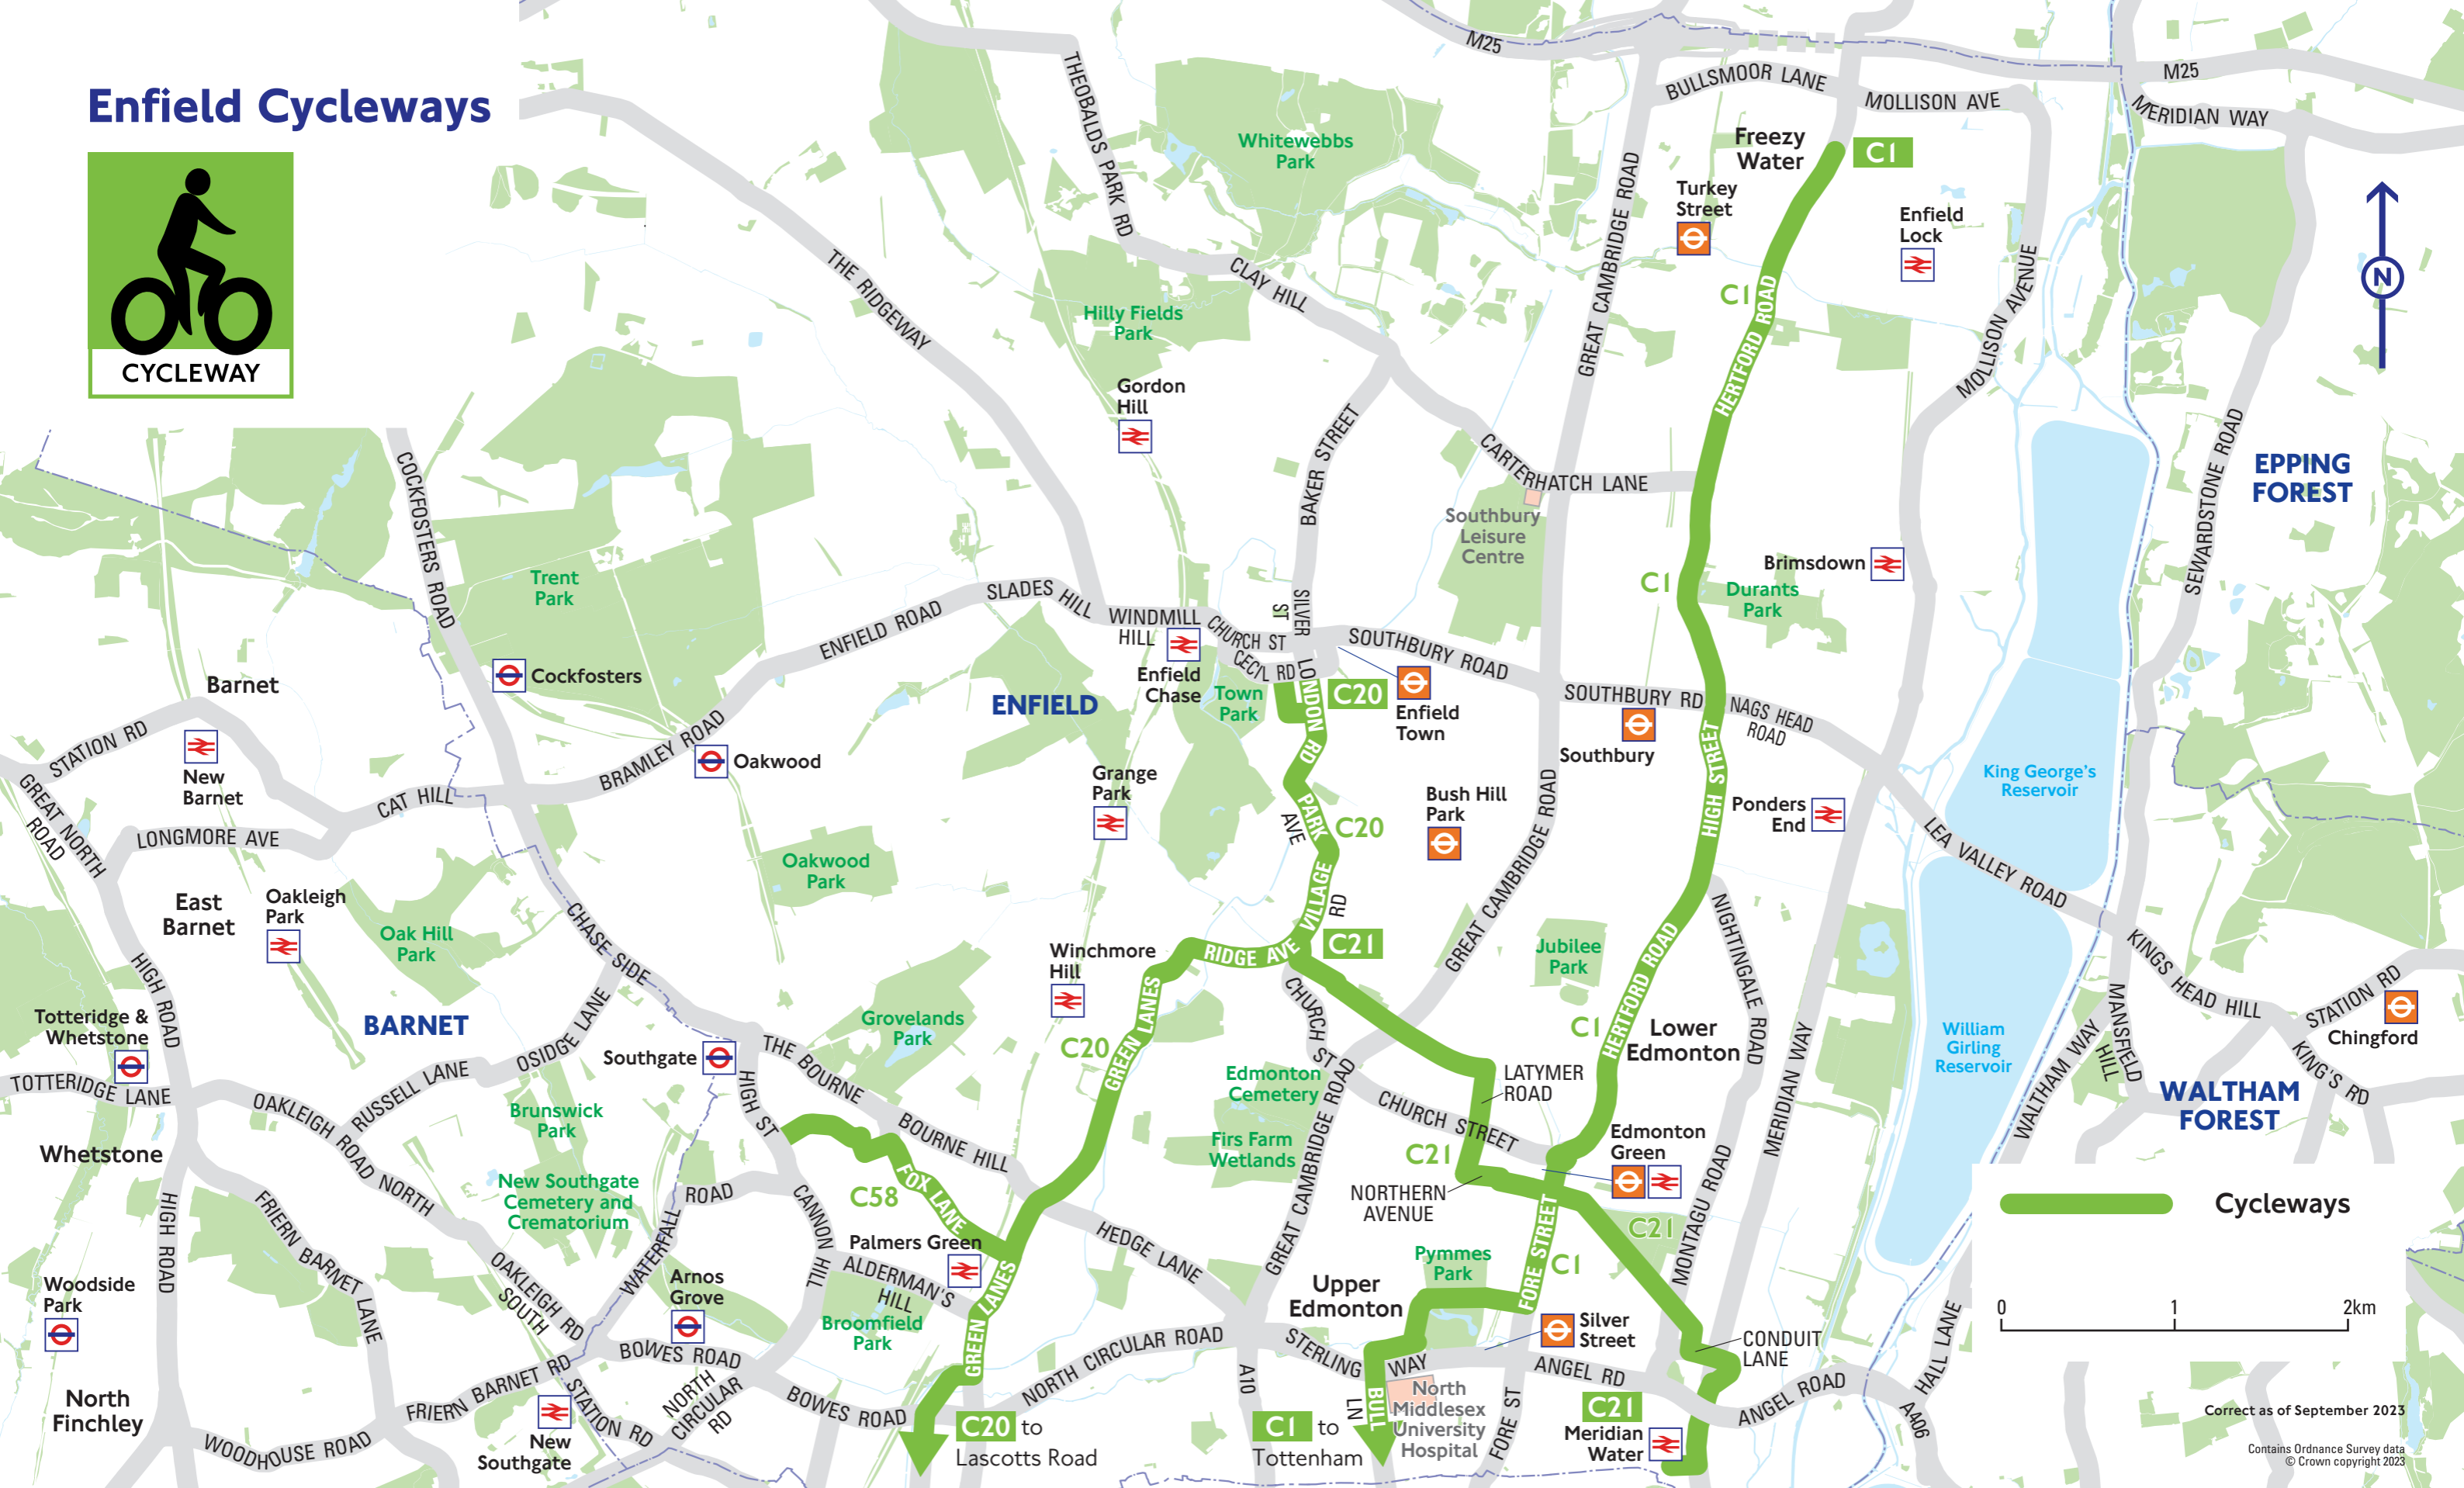 Enfield Cycleways
CYCLEWAY
M25
M25
THEOBALDS PARK RD
BULLSMOOR LANE
MOLLISON AVE
MERIDIAN WAY
Freezy
Water
C1
Whitewebbs
Park
Turkey
Street
Enfield
Lock
N
GREAT CAMBRIDGE ROAD
THE RIDGEWAY
CLAY HILL
C1
HERTFORD ROAD
MOLLISON AVENUE
Hilly Fields
Park
Gordon
Hill
BAKER STREET
CARTERHATCH LANE
Southbury
Leisure
Centre
EPPING
FOREST
SEWARDSTONE ROAD
COCKFOSTERS ROAD
Trent
Park
Brimsdown
C1
Durants
Park
SLADES HILL
WINDMILL
HILL
CHURCH ST
CECIL RD
SILVER
ST
LONDON RD
SOUTHBURY ROAD
ENFIELD ROAD
Enfield
Chase
Town
Park
C20
Enfield
Town
SOUTHBURY RD
Southbury
NAGS HEAD
ROAD
HIGH STREET
Cockfosters
Barnet
ENFIELD
STATION RD
New
Barnet
BRAMLEY ROAD
Oakwood
CAT HILL
GREAT NORTH
ROAD
LONGMORE AVE
Grange
Park
PARK
AVE
C20
Bush Hill
Park
GREAT CAMBRIDGE ROAD
Ponders
End
King George's
Reservoir
LEA VALLEY ROAD
Oakwood
Park
East
Barnet
Oakleigh
Park
Oak Hill
Park
CHASE SIDE
VILLAGE
RD
C21
RIDGE AVE
Winchmore
Hill
Jubilee
Park
HERTFORD ROAD
NIGHTINGALE ROAD
HIGH ROAD
BARNET
OSIDGE LANE
Grovelands
Park
C20
GREEN LANES
CHURCH ST
C1
Lower
Edmonton
KINGS HEAD HILL
STATION RD
Chingford
KING'S RD
MANSFIELD
HILL
WALTHAM WAY
WALTHAM
FOREST
William
Girling
Reservoir
MERIDIAN WAY
Totteridge &
Whetstone
TOTTERIDGE LANE
Southgate
THE BOURNE
HIGH ST
Edmonton
Cemetery
LATYMER
ROAD
OAKLEIGH ROAD NORTH
RUSSELL LANE
Brunswick
Park
BOURNE HILL
Firs Farm
Wetlands
GREAT CAMBRIDGE ROAD
CHURCH STREET
C21
Edmonton
Green
Whetstone
New Southgate
Cemetery and
Crematorium
C58
FOX LANE
NORTHERN
AVENUE
C21
MONTAGU ROAD
Cycleways
HIGH ROAD
FRIERN BARNET LANE
WATERFALL
ROAD
CANNON HILL
Palmers Green
HEDGE LANE
Pymmes
Park
C1
FORE STREET
Upper
Edmonton
Woodside
Park
OAKLEIGH RD
SOUTH
Arnos
Grove
ALDERMAN'S
HILL
Broomfield
Park
GREEN LANES
NORTH CIRCULAR ROAD
STERLING
WAY
Silver
Street
CONDUIT
LANE
0 1 2km
HALL LANE
BOWES ROAD
NORTH
CIRCULAR
RD
BOWES ROAD
A10
BULL
LN
North
Middlesex
University
Hospital
ANGEL RD
FORE ST
ANGEL ROAD
A406
North
Finchley
WOODHOUSE ROAD
FRIERN BARNET RD
STATION RD
New
Southgate
C20 to
Lascotts Road
C1 to
Tottenham
C21
Meridian
Water
Correct as of September 2023
Contains Ordnance Survey data
© Crown copyright 2023